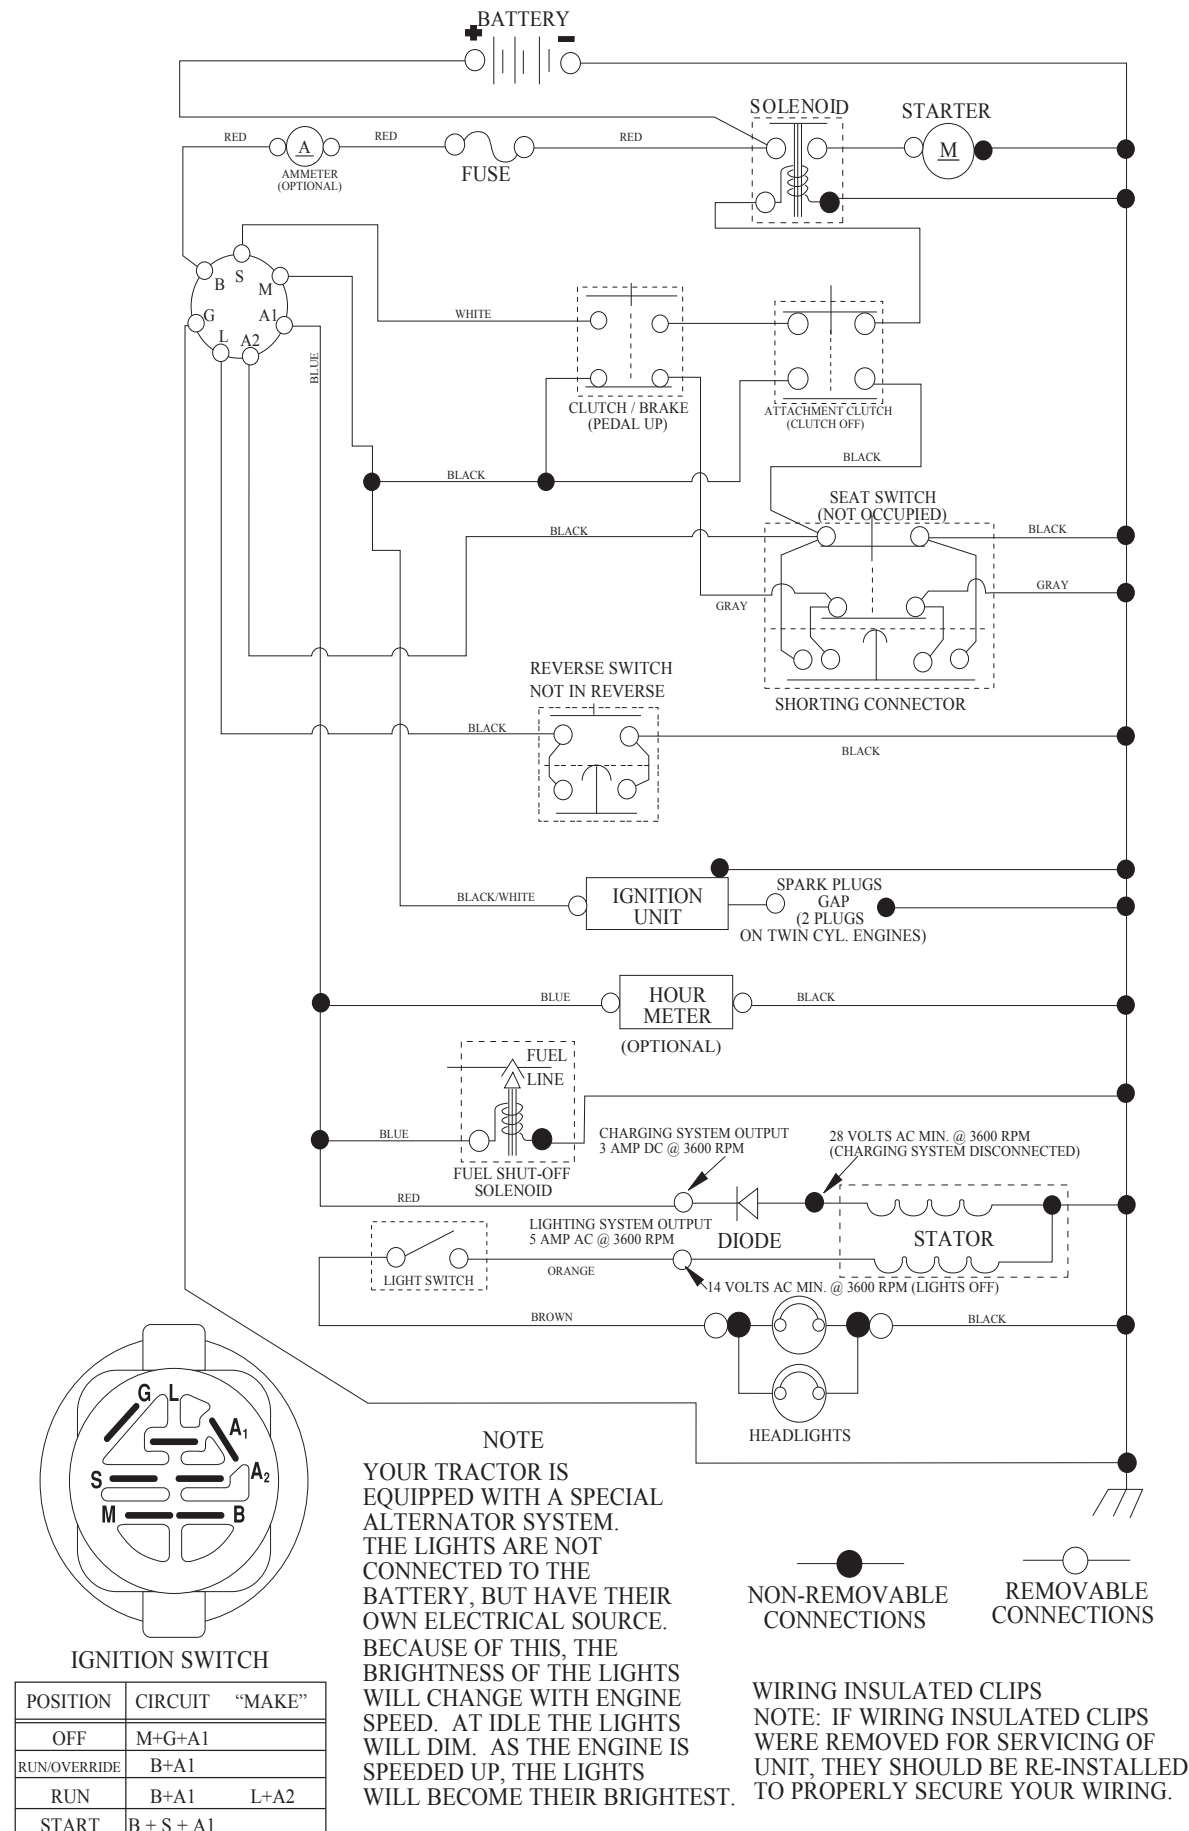 BATTERY
SOLENOID
STARTER
RED
RED
RED
A
M
AMMETER
(OPTIONAL)
FUSE
B
S
M
G
A1
L
A2
BLUE
WHITE
CLUTCH / BRAKE
(PEDAL UP)
ATTACHMENT CLUTCH
(CLUTCH OFF)
BLACK
BLACK
SEAT SWITCH
(NOT OCCUPIED)
BLACK
BLACK
GRAY
GRAY
REVERSE SWITCH
NOT IN REVERSE
SHORTING CONNECTOR
BLACK
BLACK
BLACK/WHITE
IGNITION
UNIT
SPARK PLUGS
GAP
(2 PLUGS
ON TWIN CYL. ENGINES)
BLUE
HOUR
METER
BLACK
(OPTIONAL)
FUEL
LINE
BLUE
FUEL SHUT-OFF
SOLENOID
CHARGING SYSTEM OUTPUT
3 AMP DC @ 3600 RPM
28 VOLTS AC MIN. @ 3600 RPM
(CHARGING SYSTEM DISCONNECTED)
RED
LIGHTING SYSTEM OUTPUT
5 AMP AC @ 3600 RPM
DIODE
STATOR
LIGHT SWITCH
ORANGE
14 VOLTS AC MIN. @ 3600 RPM (LIGHTS OFF)
BROWN
BLACK
HEADLIGHTS
G
L
A1
A2
S
M
B
IGNITION SWITCH
POSITION CIRCUIT “MAKE”
OFF M+G+A1
RUN/OVERRIDE B+A1
RUN B+A1 L+A2
START B + S + A1
NOTE
YOUR TRACTOR IS
EQUIPPED WITH A SPECIAL
ALTERNATOR SYSTEM.
THE LIGHTS ARE NOT
CONNECTED TO THE
BATTERY, BUT HAVE THEIR
OWN ELECTRICAL SOURCE.
BECAUSE OF THIS, THE
BRIGHTNESS OF THE LIGHTS
WILL CHANGE WITH ENGINE
SPEED. AT IDLE THE LIGHTS
WILL DIM. AS THE ENGINE IS
SPEEDED UP, THE LIGHTS
WILL BECOME THEIR BRIGHTEST.
NON-REMOVABLE
CONNECTIONS
REMOVABLE
CONNECTIONS
WIRING INSULATED CLIPS
NOTE: IF WIRING INSULATED CLIPS
WERE REMOVED FOR SERVICING OF
UNIT, THEY SHOULD BE RE-INSTALLED
TO PROPERLY SECURE YOUR WIRING.